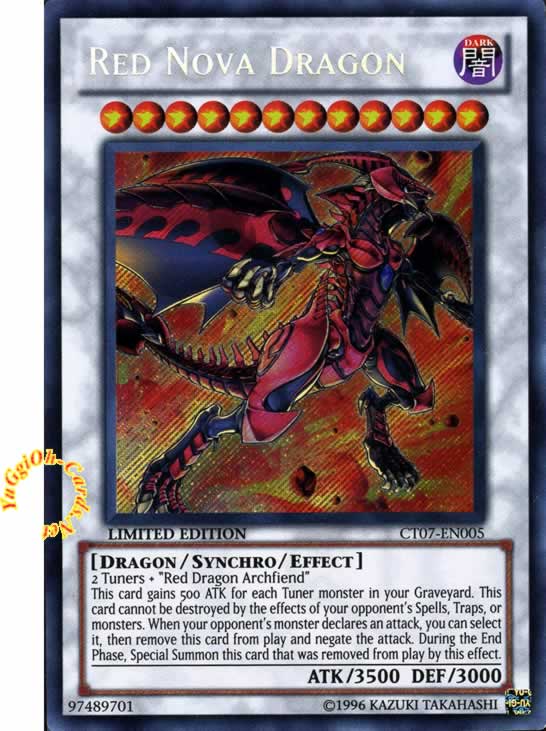 RED NOVA DRAGON
DARK
闇
YuGgiOh-Cards.Net
LIMITED EDITION
CT07-EN005
[DRAGON/SYNCHRO/EFFECT]
2 Tuners + "Red Dragon Archfiend"
This card gains 500 ATK for each Tuner monster in your Graveyard. This
card cannot be destroyed by the effects of your opponent's Spells, Traps, or
monsters. When your opponent's monster declares an attack, you can select
it, then remove this card from play and negate the attack. During the End
Phase, Special Summon this card that was removed from play by this effect.
ATK/3500 DEF/3000
97489701
©1996 KAZUKI TAKAHASHI